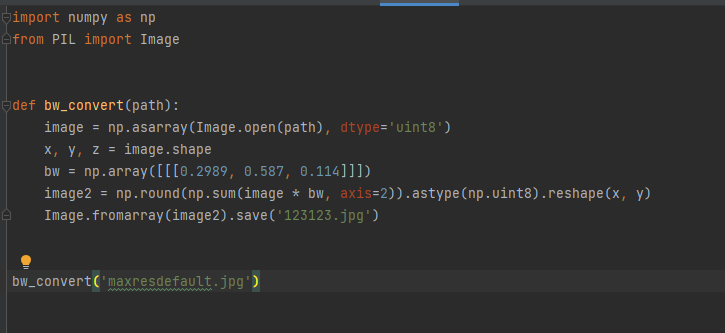 import numpy as np
from PIL import Image
def bw_convert(path):
    image = np.asarray(Image.open(path), dtype='uint8')
    x, y, z = image.shape
    bw = np.array([[[0.2989, 0.587, 0.114]]])
    image2 = np.round(np.sum(image * bw, axis=2)).astype(np.uint8).reshape(x, y)
    Image.fromarray(image2).save('123123.jpg')
bw_convert('maxresdefault.jpg')